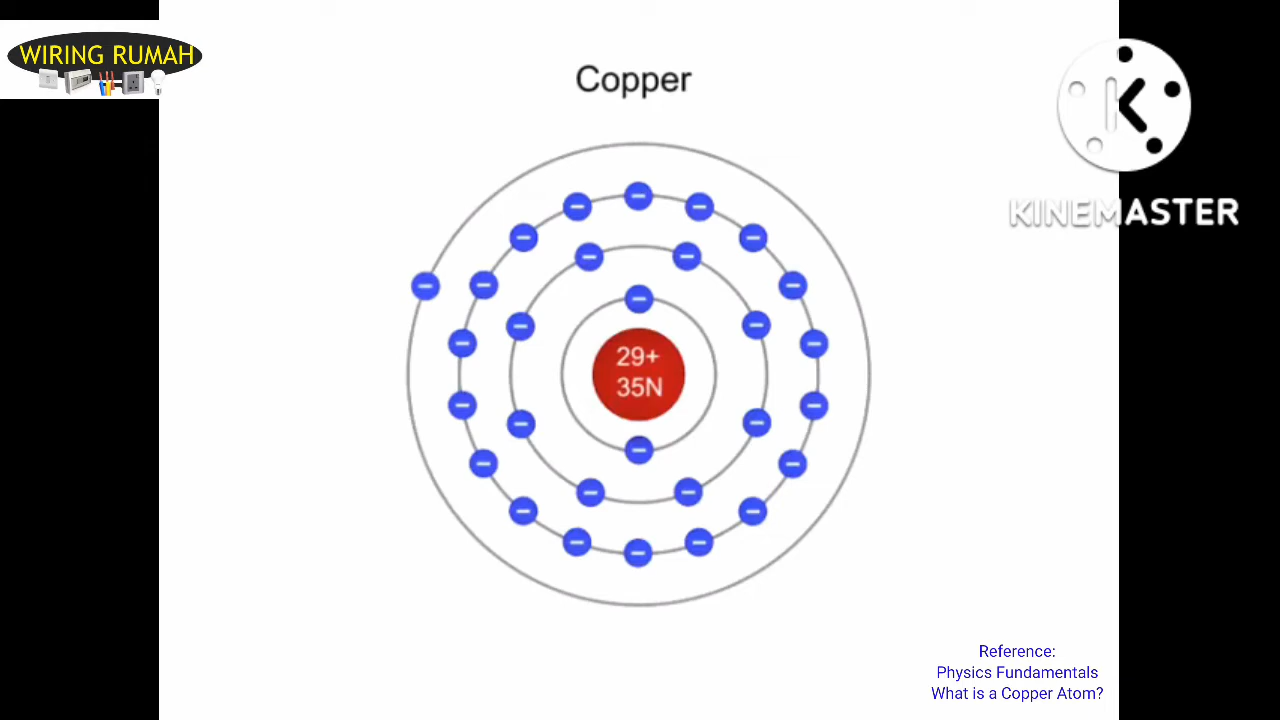 WIRING RUMAH
Copper
KINEMASTER
29+
35N
Reference:
Physics Fundamentals
What is a Copper Atom?